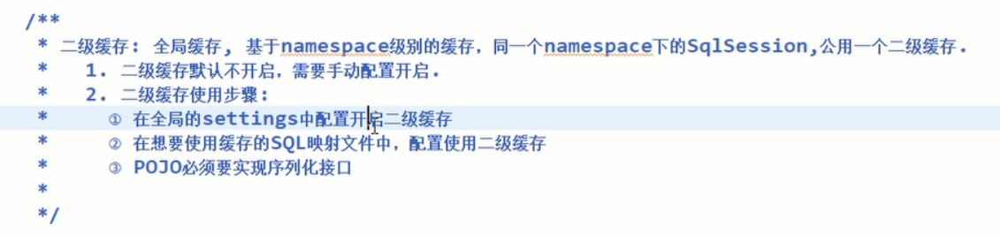 /**
* 二级缓存: 全局缓存, 基于namespace级别的缓存，同一个namespace下的SqlSession,公用一个二级缓存.
* 1. 二级缓存默认不开启，需要手动配置开启.
* 2. 二级缓存使用步骤:
* ① 在全局的settings中配置开启二级缓存
* ② 在想要使用缓存的SQL映射文件中，配置使用二级缓存
* ③ POJO必须要实现序列化接口
*
*/